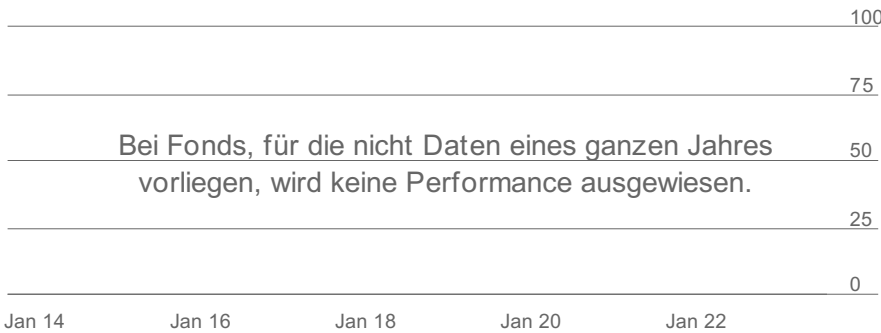 100
75
Bei Fonds, für die nicht Daten eines ganzen Jahres
50
vorliegen, wird keine Performance ausgewiesen.
25
0
Jan 14 Jan 16 Jan 18 Jan 20 Jan 22